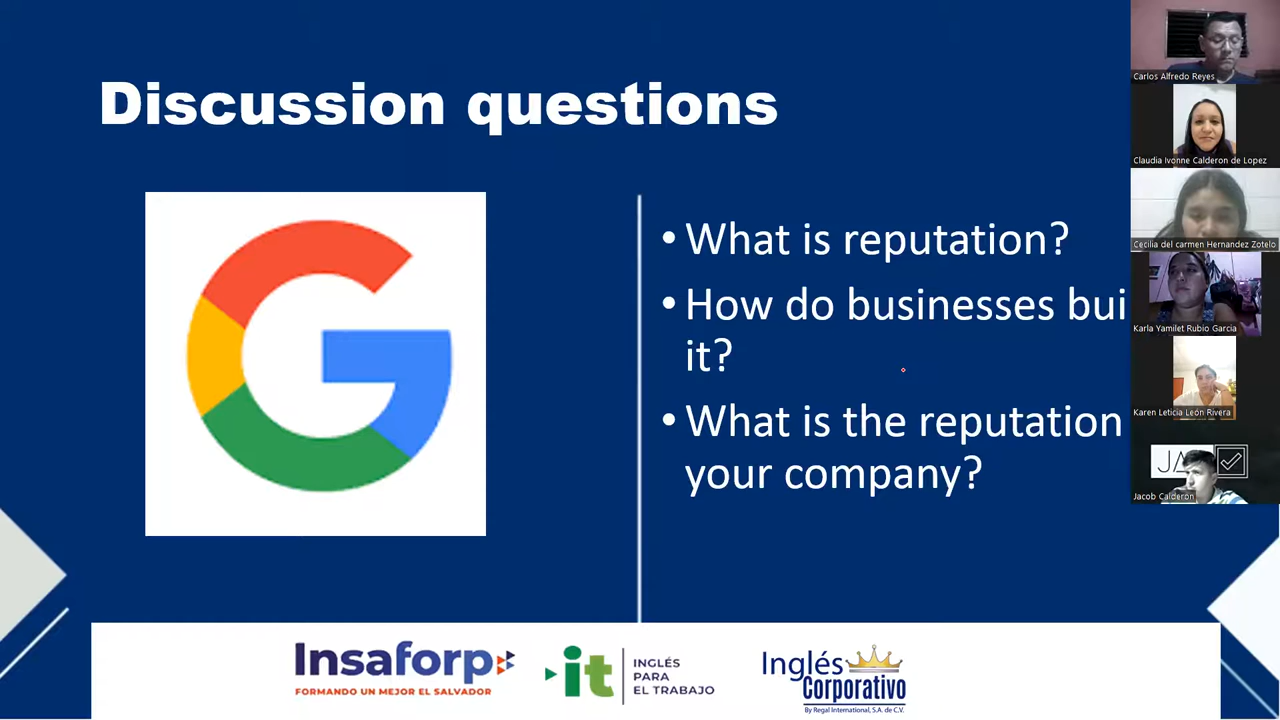 Discussion questions
• What is reputation?
• How do businesses bui
it?
• What is the reputation
your company?
Carlos Alfredo Reyes
Claudia Ivonne Calderon de Lopez
Cecilia del carmen Hernandez Zotelo
Karla Yamilet Rubio Garcia
Karen Leticia León Rivera
JA
Jacob Calderon
Insaforp
FORMANDO UN MEJOR EL SALVADOR
it
INGLÉS
PARA
EL TRABAJO
Inglés
Corporativo
By Regal International, S.A. de C.V.